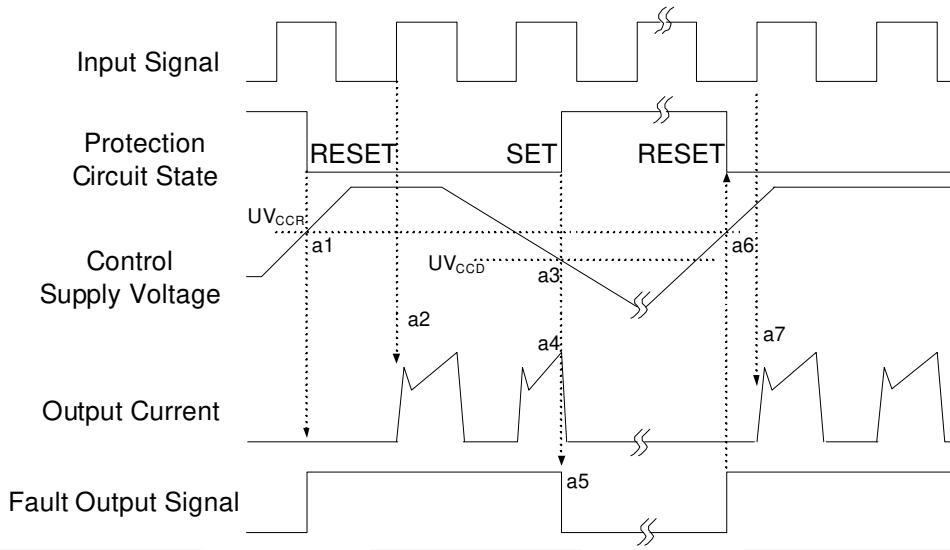 Input Signal
Protection
Circuit State
RESET
SET
RESET
UVCCR
a1
a6
Control
Supply Voltage
UVCCD
a3
a2
a4
a7
Output Current
a5
Fault Output Signal